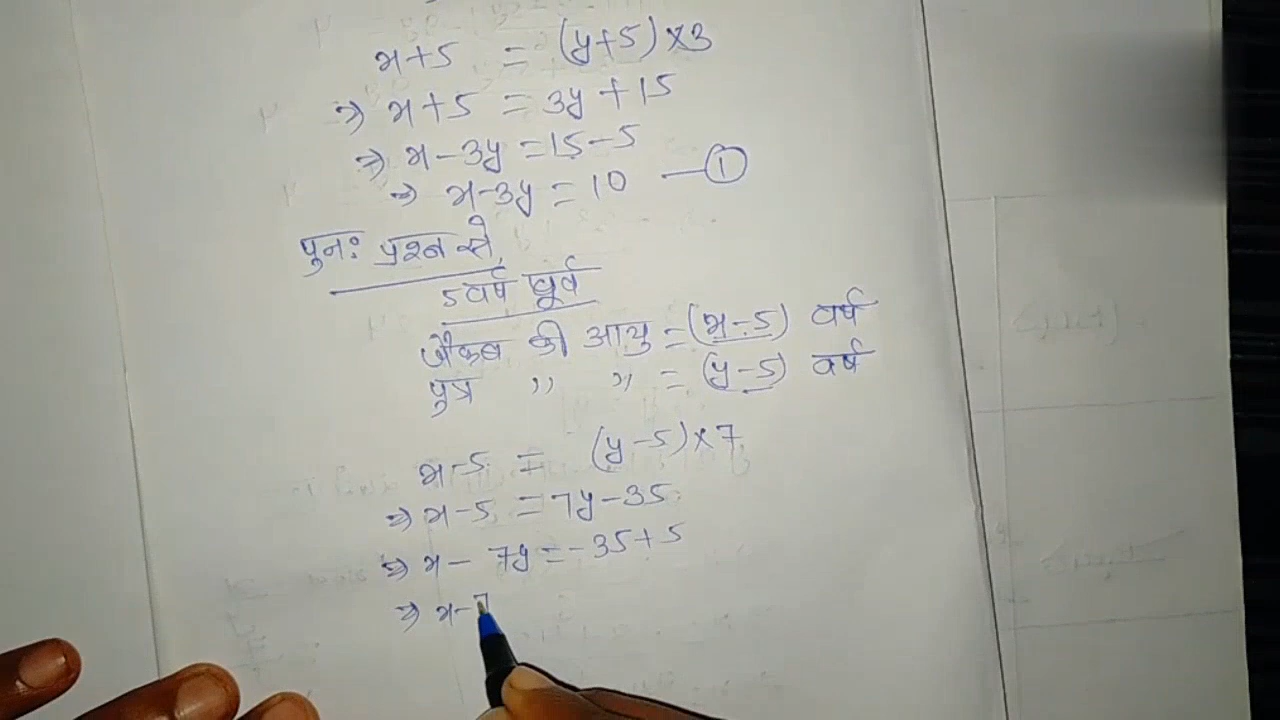 x+5 = (y+5)×3
⇒ x+5 = 3y+15
⇒ x-3y = 15-5
⇒ x-3y = 10 —①
पुनः प्रश्न से,
5 वर्ष पूर्व
जैकब की आयु = (x-5) वर्ष
पुत्र ,, ,, = (y-5) वर्ष
x-5 = (y-5)×7
⇒ x-5 = 7y-35
⇒ x-7y = -35+5
⇒ x-7